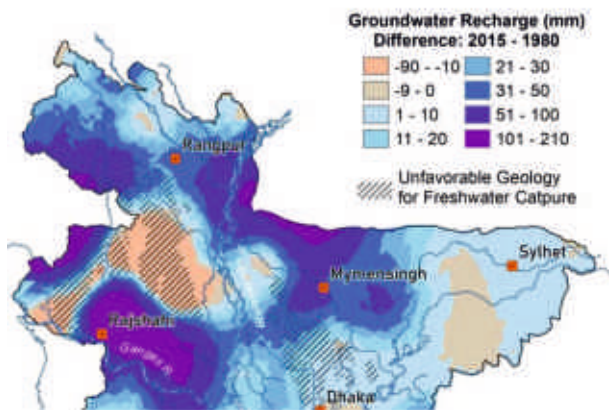 Groundwater Recharge (mm)
Difference: 2015 - 1980
-90 - -10
-9 - 0
1 - 10
11 - 20
21 - 30
31 - 50
51 - 100
101 - 210
Unfavorable Geology
for Freshwater Catpure
Rangpur
Sylhet
Mymensingh
Rajshahi
Dhaka